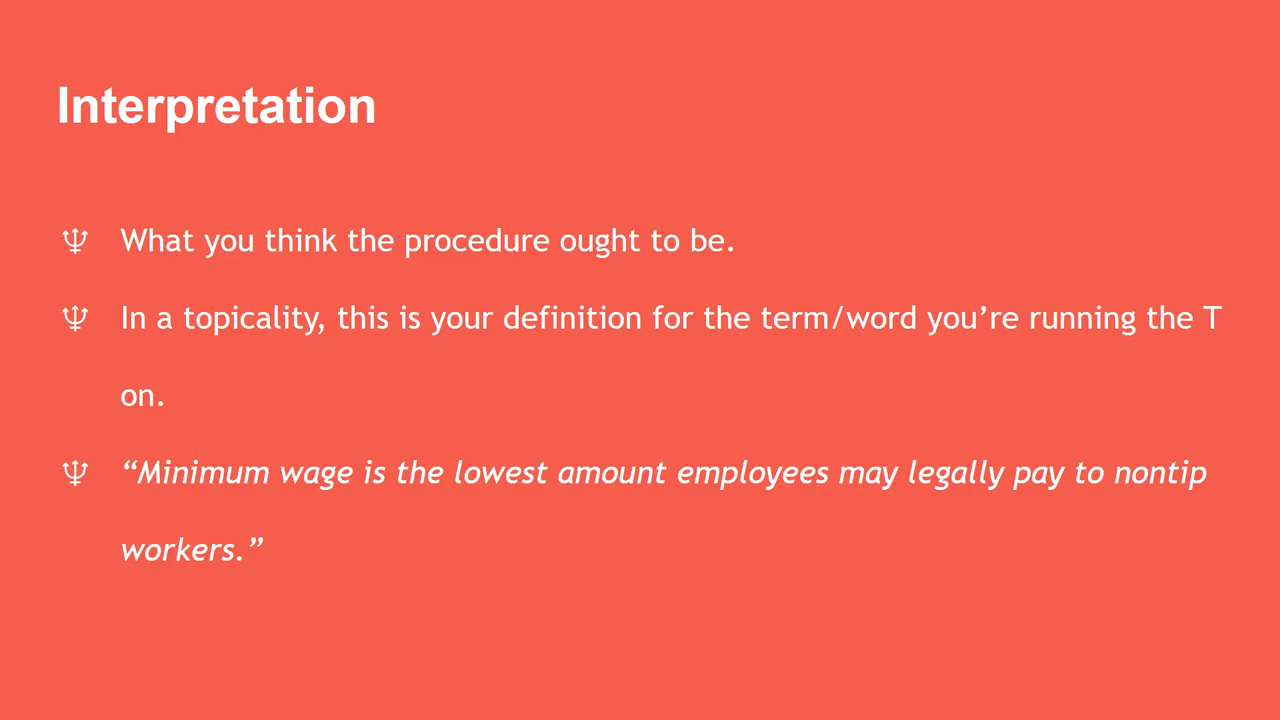 Interpretation
♆ What you think the procedure ought to be.
♆ In a topicality, this is your definition for the term/word you’re running the T
on.
♆ “Minimum wage is the lowest amount employees may legally pay to nontip
workers.”